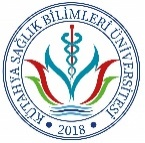 KÜTAHYA SAĞLIK BİLİMLERİ ÜNİVERSİTESİ
2018